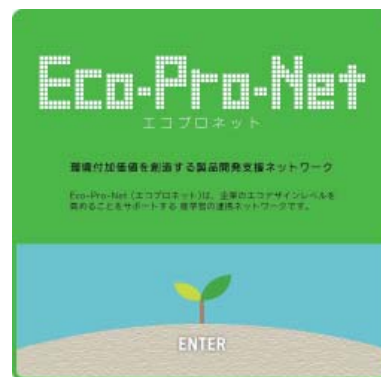 Eco-Pro-Net
エコプロネット
環境付加価値を創造する製品開発支援ネットワーク
Eco-Pro-Net (エコプロネット)は、企業のエコデザインレベルを
高めることをサポートする 産学官の連携ネットワークです。
ENTER